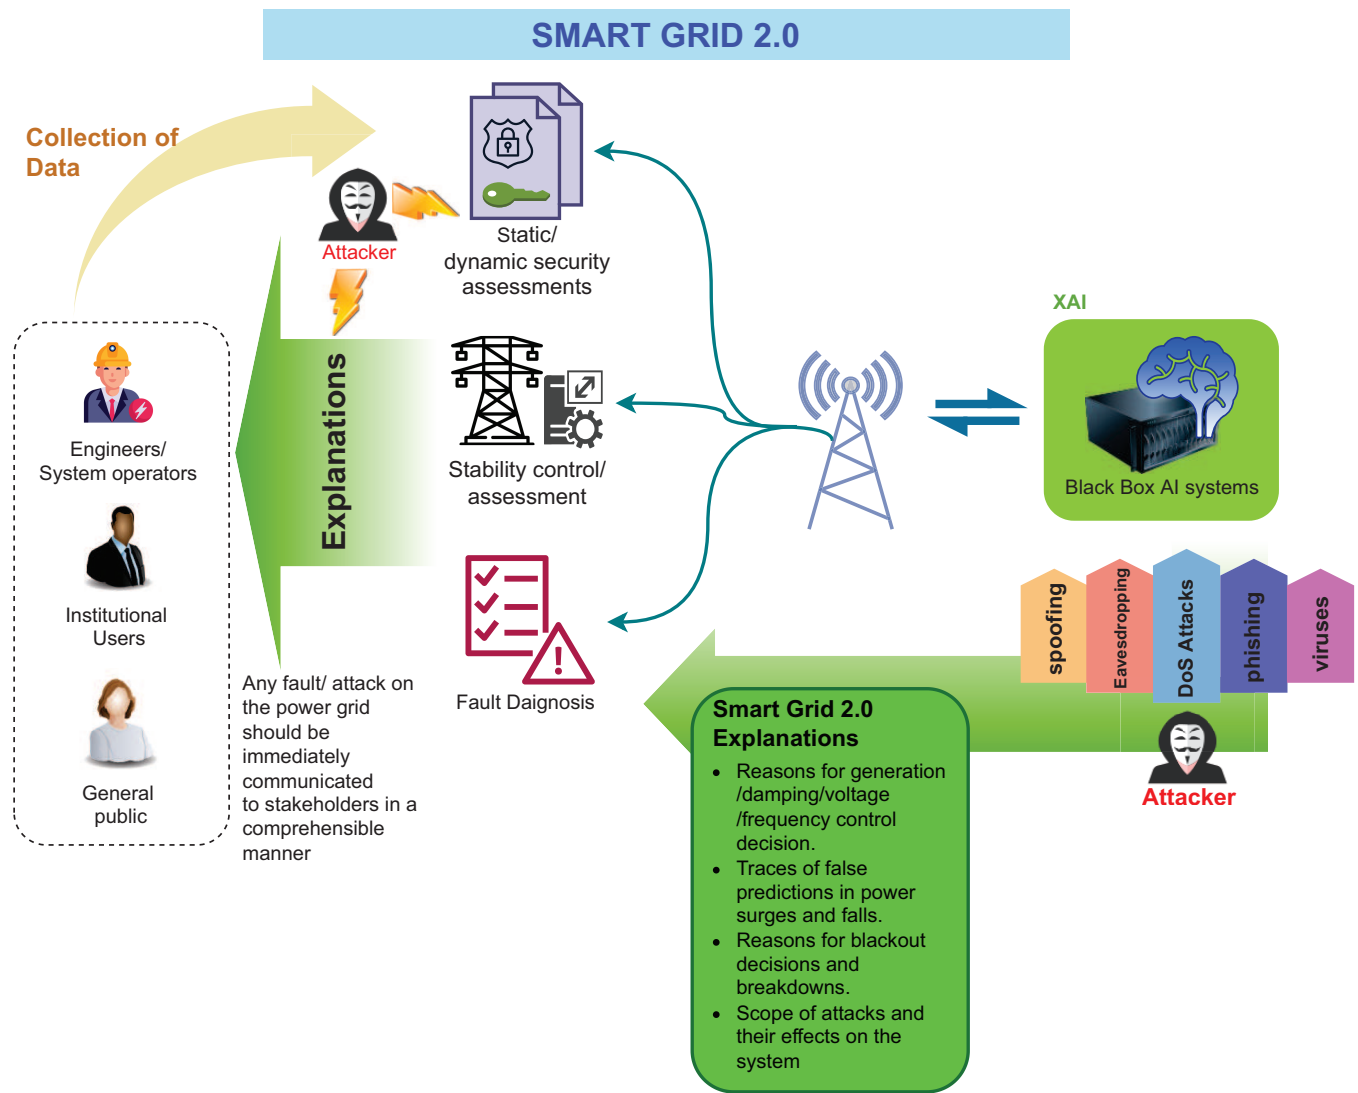 SMART GRID 2.0
Collection of
Data
Attacker
Static/
dynamic security
assessments
XAI
Black Box AI systems
Engineers/
System operators
Institutional
Users
General
public
Explanations
Stability control/
assessment
Fault Daignosis
Any fault/ attack on
the power grid
should be
immediately
communicated
to stakeholders in a
comprehensible
manner
spoofing
Eavesdropping
DoS Attacks
phishing
viruses
Attacker
Smart Grid 2.0
Explanations
• Reasons for generation
/damping/voltage
/frequency control
decision.
• Traces of false
predictions in power
surges and falls.
• Reasons for blackout
decisions and
breakdowns.
• Scope of attacks and
their effects on the
system